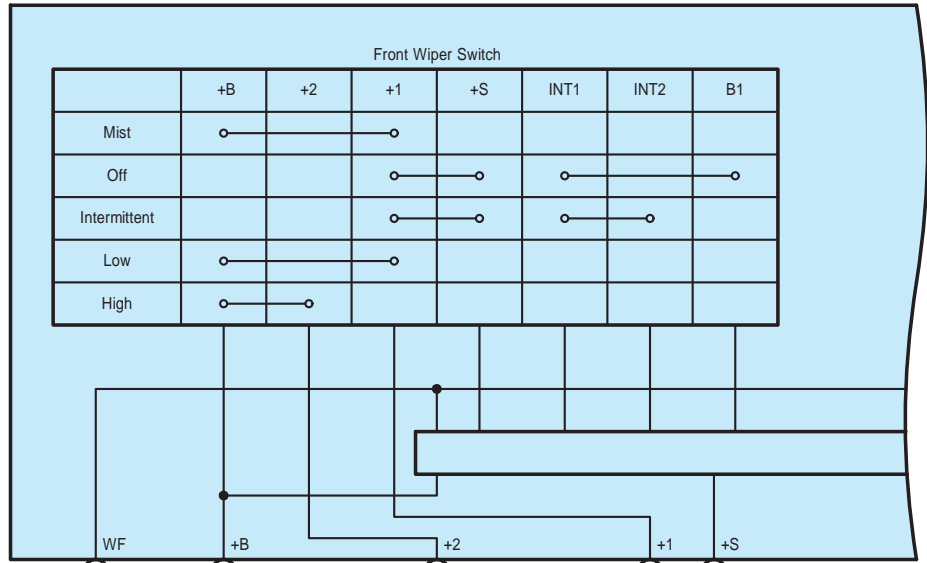 Front Wiper Switch
+B +2 +1 +S INT1 INT2 B1
Mist
Off
Intermittent
Low
High
WF +B +2 +1 +S